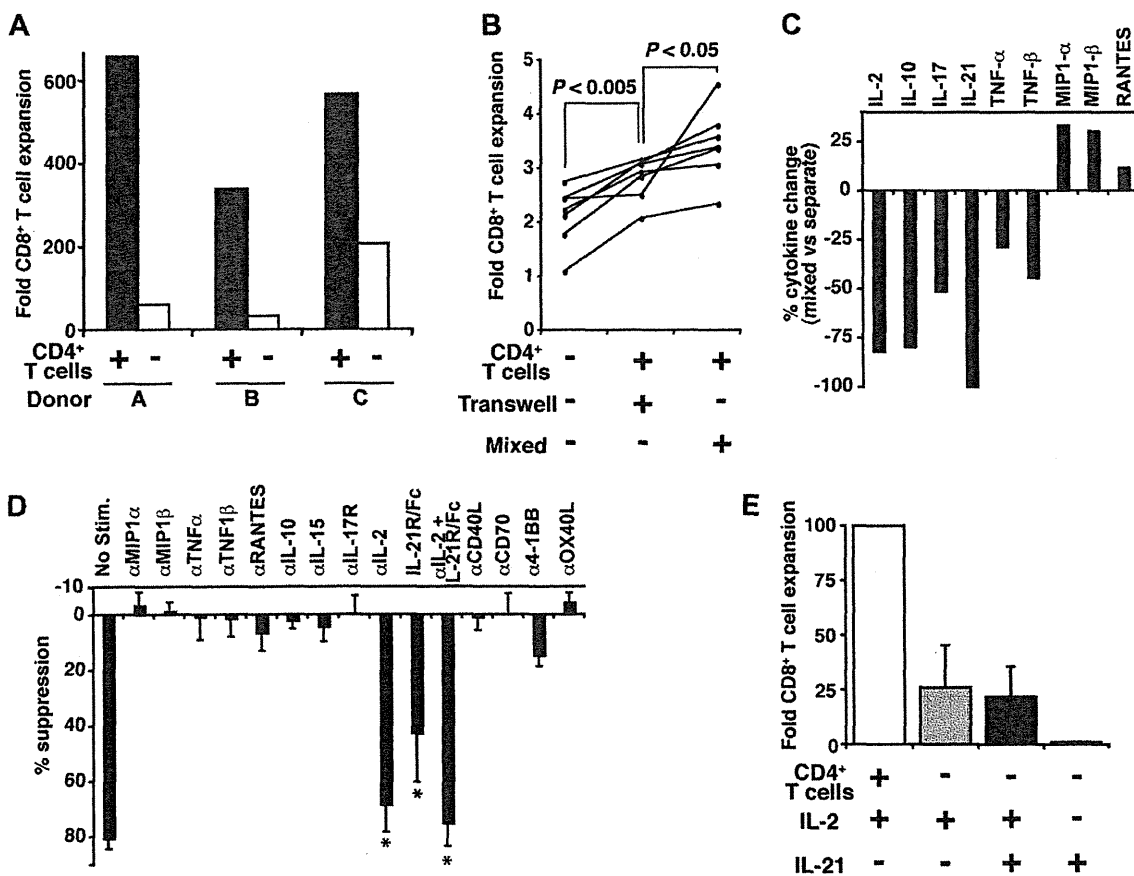 A
Fold CD8+ T cell expansion
600
400
200
0
CD4+
T cells
+ - + - + -
Donor A B C
B
P < 0.05
P < 0.005
Fold CD8+ T cell expansion
5
4
3
2
1
0
CD4+
T cells
- + +
Transwell - + -
Mixed - - +
C
IL-2
IL-10
IL-17
IL-21
TNF-α
TNF-β
MIP1-α
MIP1-β
RANTES
% cytokine change
(mixed vs separate)
25
0
-25
-50
-75
-100
D
No Stim.
αMIP1α
αMIP1β
αTNFα
αTNF1β
αRANTES
αIL-10
αIL-15
αIL-17R
αIL-2
IL-21R/Fc
αIL-2 +
L-21R/Fc
αCD40L
αCD70
α4-1BB
αOX40L
% suppression
-10
0
20
40
60
80
* * *
E
Fold CD8+ T cell expansion
100
75
50
25
0
CD4+
T cells
+ - - -
IL-2 + + + -
IL-21 - - + +